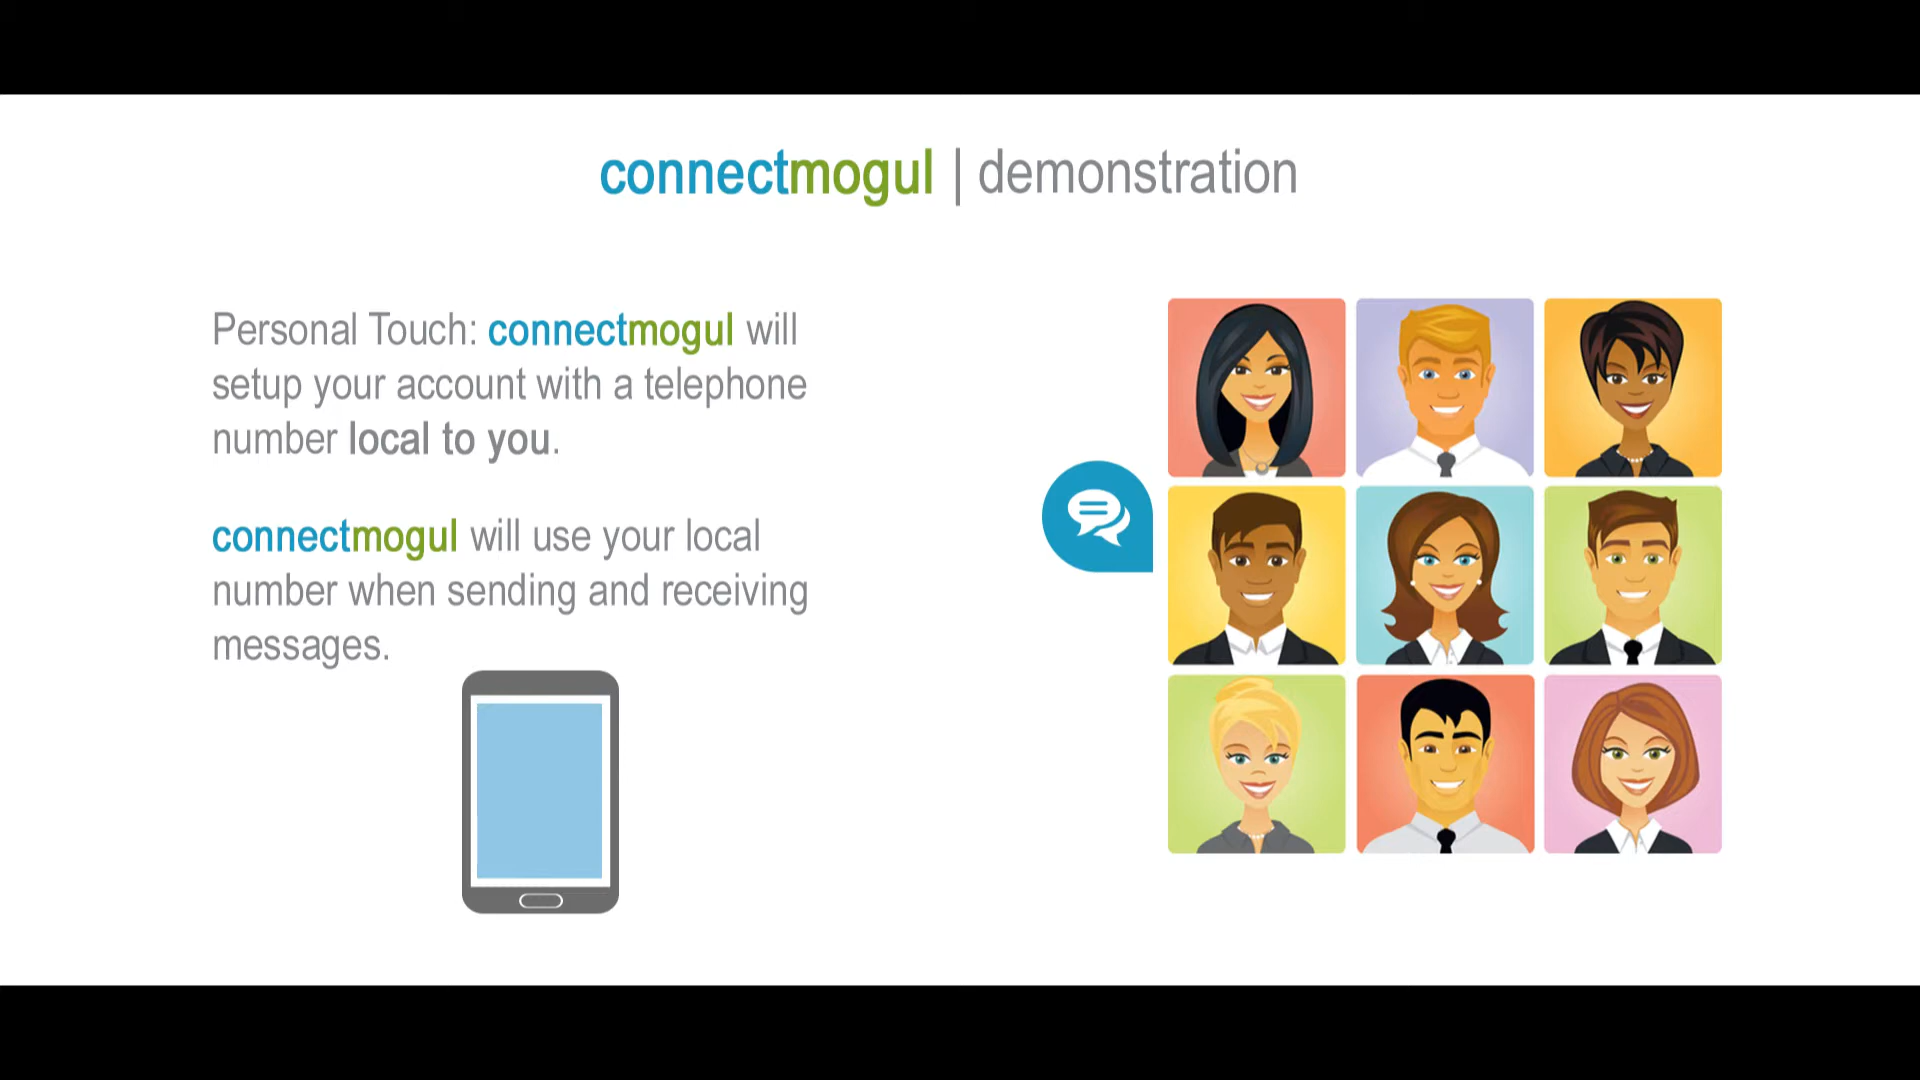 connectmogul | demonstration
Personal Touch: connectmogul will
setup your account with a telephone
number local to you.
connectmogul will use your local
number when sending and receiving
messages.